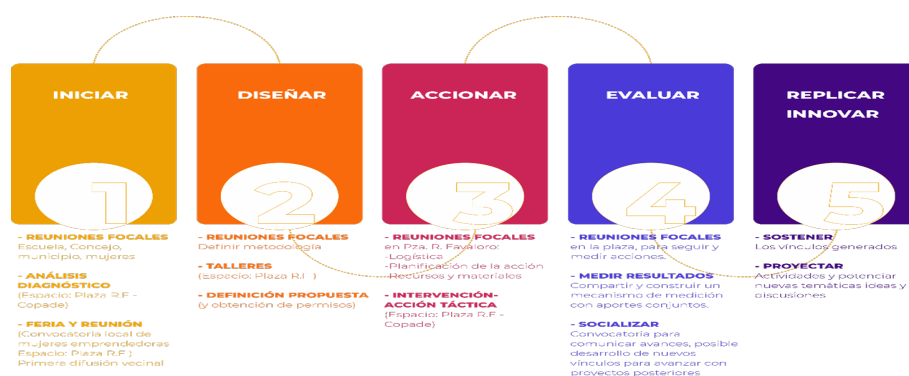 INICIAR
1
- REUNIONES FOCALES
Escuela, Concejo,
municipio, mujeres
- ANÁLISIS
DIAGNÓSTICO
(Espacio: Plaza R.F -
Copade)
- FERIA Y REUNIÓN
(Convocatoria local de
mujeres emprendedoras
Espacio: Plaza R.F )
Primera difusión vecinal
DISEÑAR
2
- REUNIONES FOCALES
Definir metodología
- TALLERES
(Espacio: Plaza R.F )
- DEFINICIÓN PROPUESTA
(y obtención de permisos)
ACCIONAR
3
- REUNIONES FOCALES
en Pza. R. Favaloro:
-Logística
-Planificación de la acción
-Recursos y materiales
- INTERVENCIÓN-
ACCIÓN TÁCTICA
(Espacio: Plaza R.F -
Copade)
EVALUAR
4
- REUNIONES FOCALES
en la plaza, para seguir y
medir acciones.
- MEDIR RESULTADOS
Compartir y construir un
mecanismo de medición
con aportes conjuntos.
- SOCIALIZAR
Convocatoria para
comunicar avances, posible
desarrollo de nuevos
vínculos para avanzar con
proyectos posteriores
REPLICAR
INNOVAR
5
- SOSTENER
Los vínculos generados
- PROYECTAR
Actividades y potenciar
nuevas temáticas ideas y
discusiones